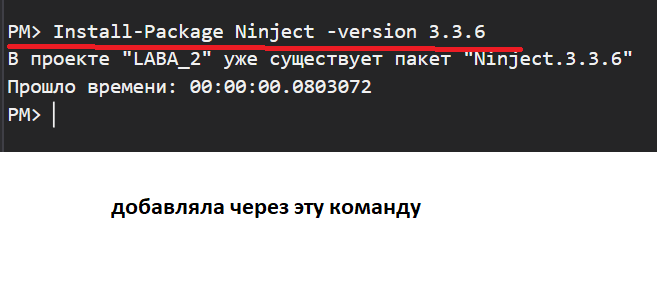 PM> Install-Package Ninject -version 3.3.6
В проекте "LABA_2" уже существует пакет "Ninject.3.3.6"
Прошло времени: 00:00:00.0803072
PM>
добавляла через эту команду